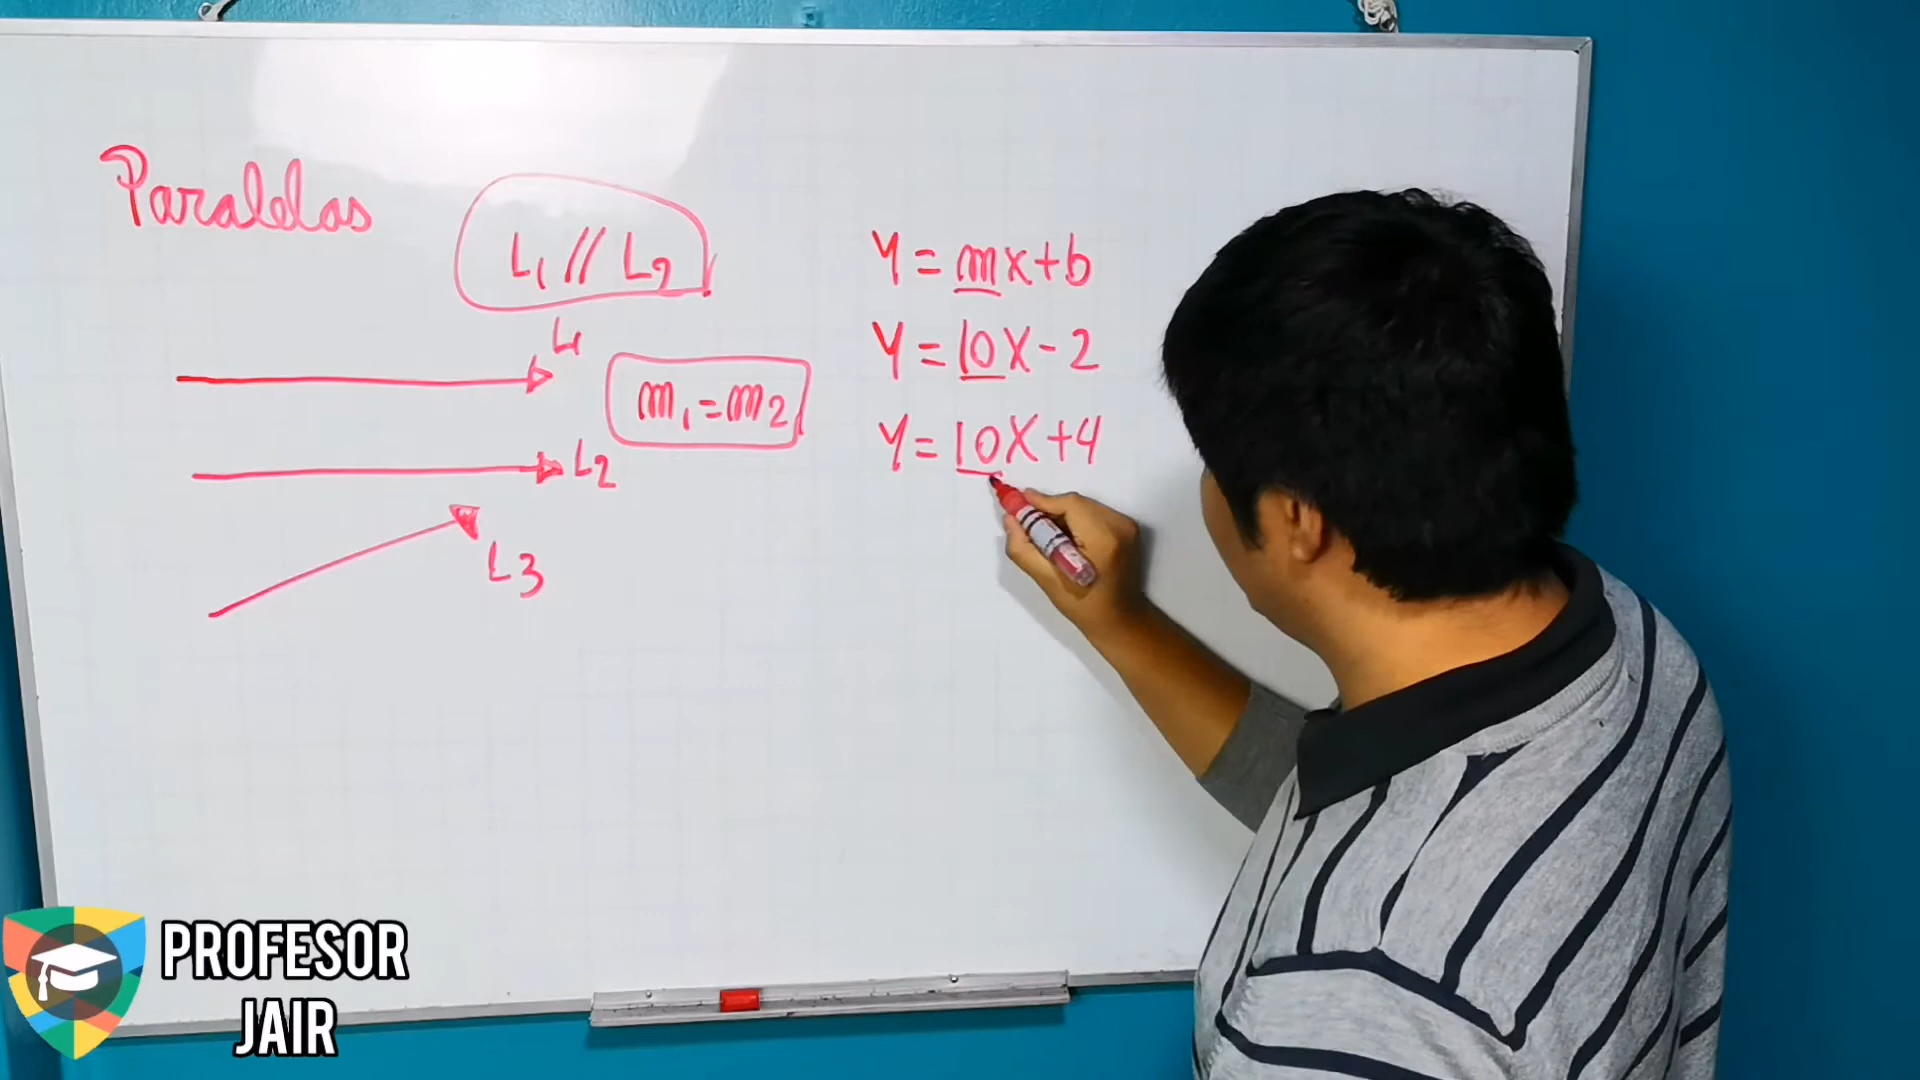 Paralelas
L1 // L2
L1
m1 = m2
L2
L3
Y = mx+b
Y = 10X - 2
Y = 10X + 4
PROFESOR
JAIR